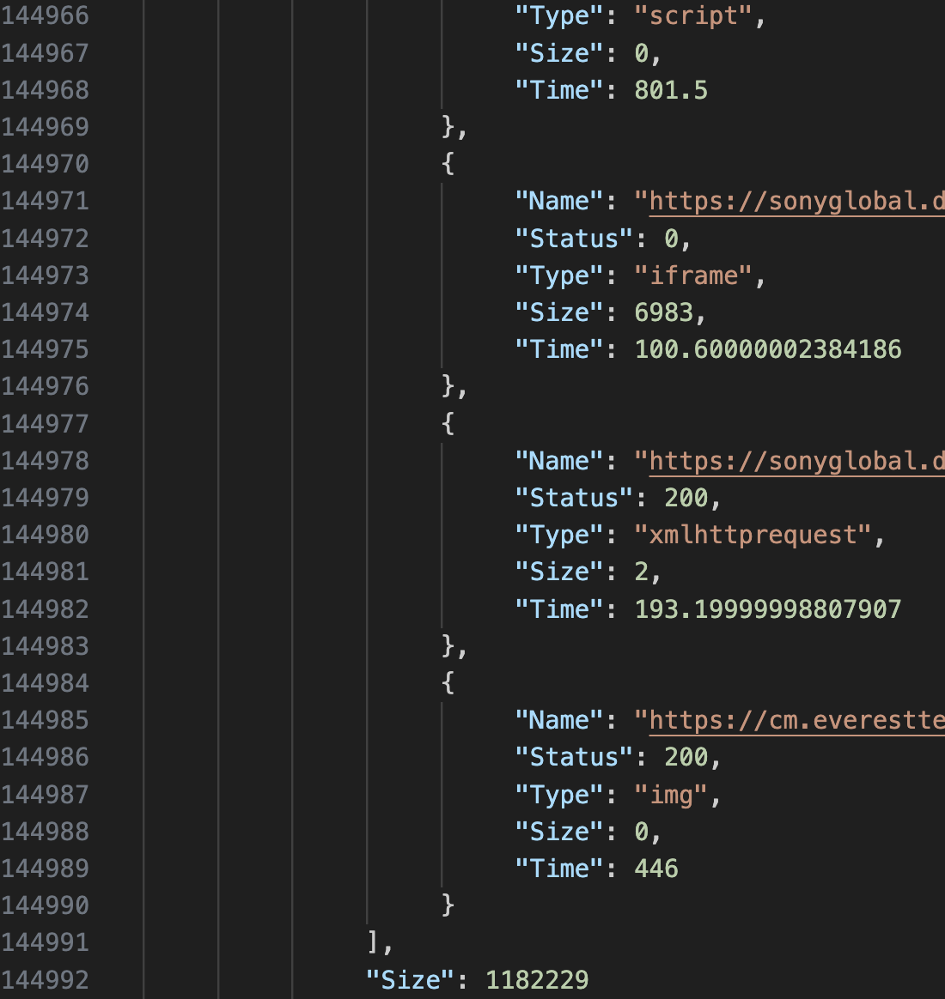 144966 "Type": "script",
144967 "Size": 0,
144968 "Time": 801.5
144969 },
144970 {
144971 "Name": "https://sonyglobal.d
144972 "Status": 0,
144973 "Type": "iframe",
144974 "Size": 6983,
144975 "Time": 100.60000002384186
144976 },
144977 {
144978 "Name": "https://sonyglobal.d
144979 "Status": 200,
144980 "Type": "xmlhttprequest",
144981 "Size": 2,
144982 "Time": 193.19999998807907
144983 },
144984 {
144985 "Name": "https://cm.everestte
144986 "Status": 200,
144987 "Type": "img",
144988 "Size": 0,
144989 "Time": 446
144990 }
144991 ],
144992 "Size": 1182229